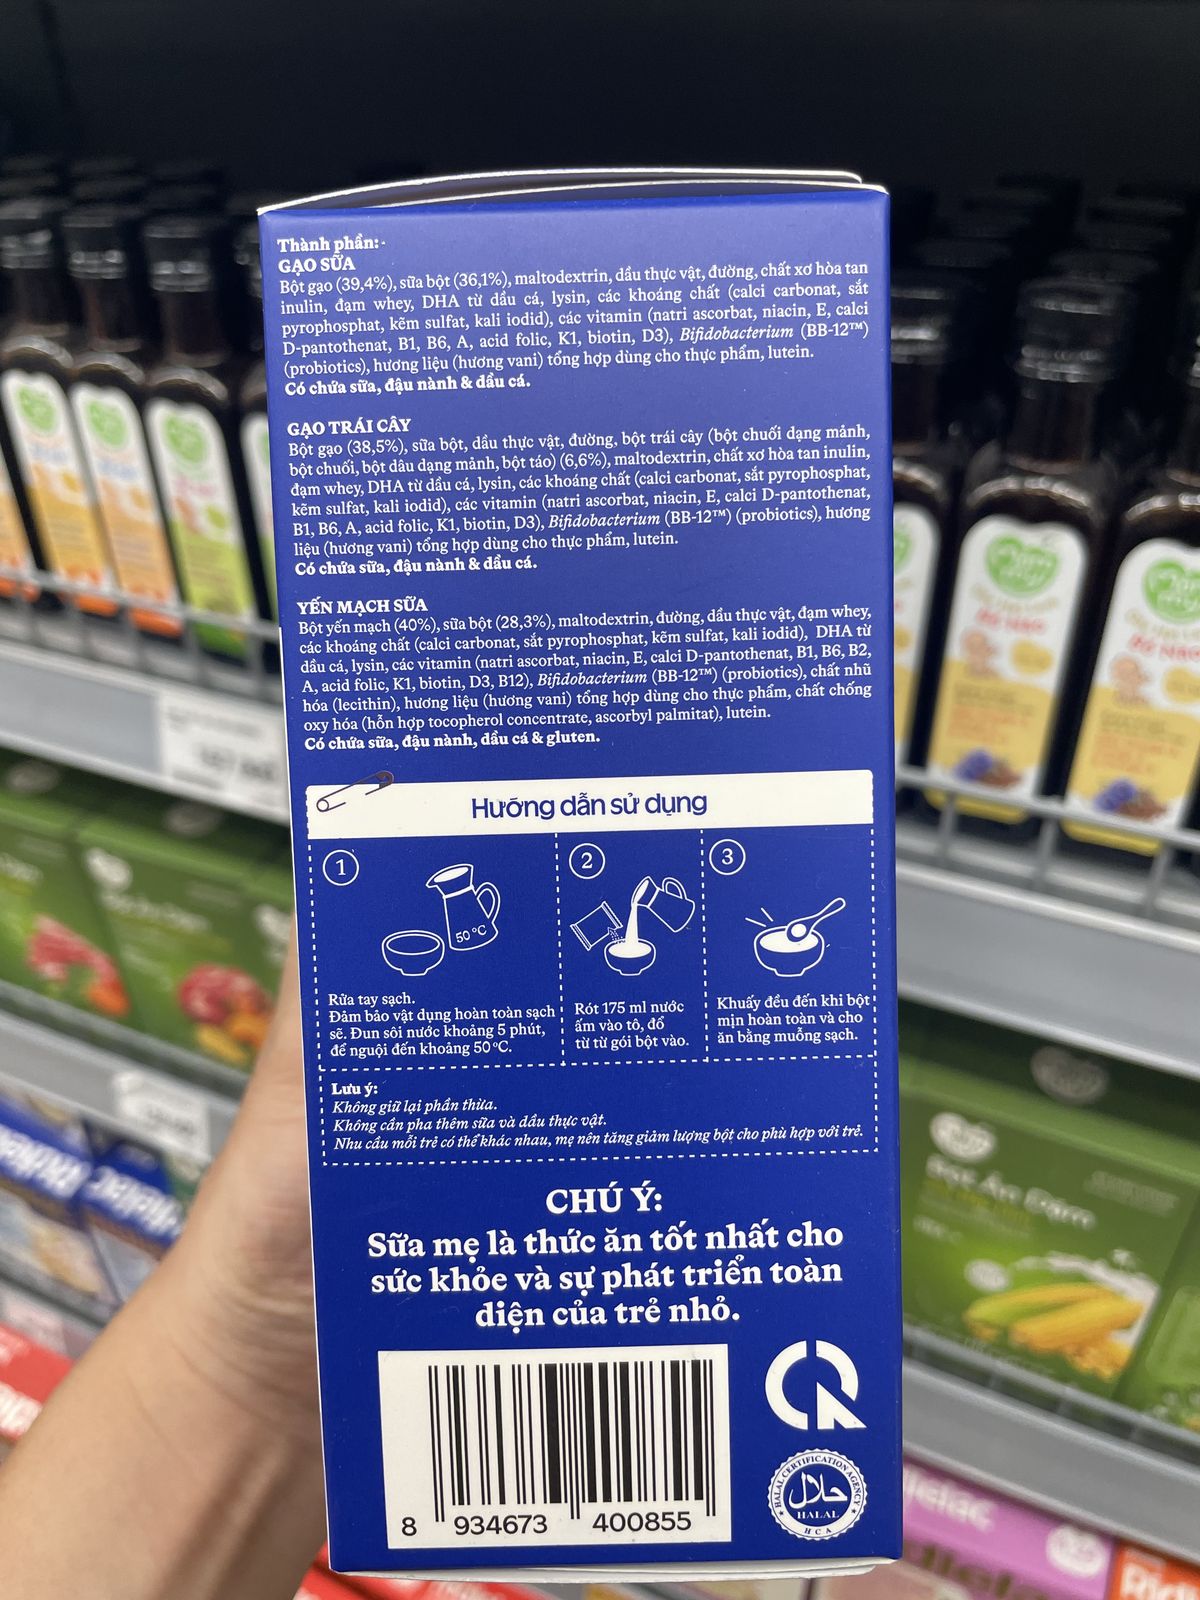 Thành phần:
GẠO SỮA
Bột gạo (39,4%), sữa bột (36,1%), maltodextrin, dầu thực vật, đường, chất xơ hòa tan
inulin, đạm whey, DHA từ dầu cá, lysin, các khoáng chất (calci carbonat, sắt
pyrophosphat, kẽm sulfat, kali iodid), các vitamin (natri ascorbat, niacin, E, calci
D-pantothenat, B1, B6, A, acid folic, K1, biotin, D3), Bifidobacterium (BB-12™)
(probiotics), hương liệu (hương vani) tổng hợp dùng cho thực phẩm, lutein.
Có chứa sữa, đậu nành & dầu cá.
GẠO TRÁI CÂY
Bột gạo (38,5%), sữa bột, dầu thực vật, đường, bột trái cây (bột chuối dạng mảnh,
bột chuối, bột dâu dạng mảnh, bột táo) (6,6%), maltodextrin, chất xơ hòa tan inulin,
đạm whey, DHA từ dầu cá, lysin, các khoáng chất (calci carbonat, sắt pyrophosphat,
kẽm sulfat, kali iodid), các vitamin (natri ascorbat, niacin, E, calci D-pantothenat,
B1, B6, A, acid folic, K1, biotin, D3), Bifidobacterium (BB-12™) (probiotics), hương
liệu (hương vani) tổng hợp dùng cho thực phẩm, lutein.
Có chứa sữa, đậu nành & dầu cá.
YẾN MẠCH SỮA
Bột yến mạch (40%), sữa bột (28,3%), maltodextrin, đường, dầu thực vật, đạm whey,
các khoáng chất (calci carbonat, sắt pyrophosphat, kẽm sulfat, kali iodid), DHA từ
dầu cá, lysin, các vitamin (natri ascorbat, niacin, E, calci D-pantothenat, B1, B6, B2,
A, acid folic, K1, biotin, D3, B12), Bifidobacterium (BB-12™) (probiotics), chất nhũ
hóa (lecithin), hương liệu (hương vani) tổng hợp dùng cho thực phẩm, chất chống
oxy hóa (hỗn hợp tocopherol concentrate, ascorbyl palmitat), lutein.
Có chứa sữa, đậu nành, dầu cá & gluten.
Hướng dẫn sử dụng
1
50 °C
Rửa tay sạch.
Đảm bảo vật dụng hoàn toàn sạch
sẽ. Đun sôi nước khoảng 5 phút,
để nguội đến khoảng 50 °C.
2
Rót 175 ml nước
ấm vào tô, đổ
từ từ gói bột vào.
3
Khuấy đều đến khi bột
mịn hoàn toàn và cho
ăn bằng muỗng sạch.
Lưu ý:
Không giữ lại phần thừa.
Không cần pha thêm sữa và dầu thực vật.
Nhu cầu mỗi trẻ có thể khác nhau, mẹ nên tăng giảm lượng bột cho phù hợp với trẻ.
CHÚ Ý:
Sữa mẹ là thức ăn tốt nhất cho
sức khỏe và sự phát triển toàn
diện của trẻ nhỏ.
8 934673 400855
HALAL CERTIFICATION AGENCY
حلال
HALAL
HCA
Bột Ăn Dặm